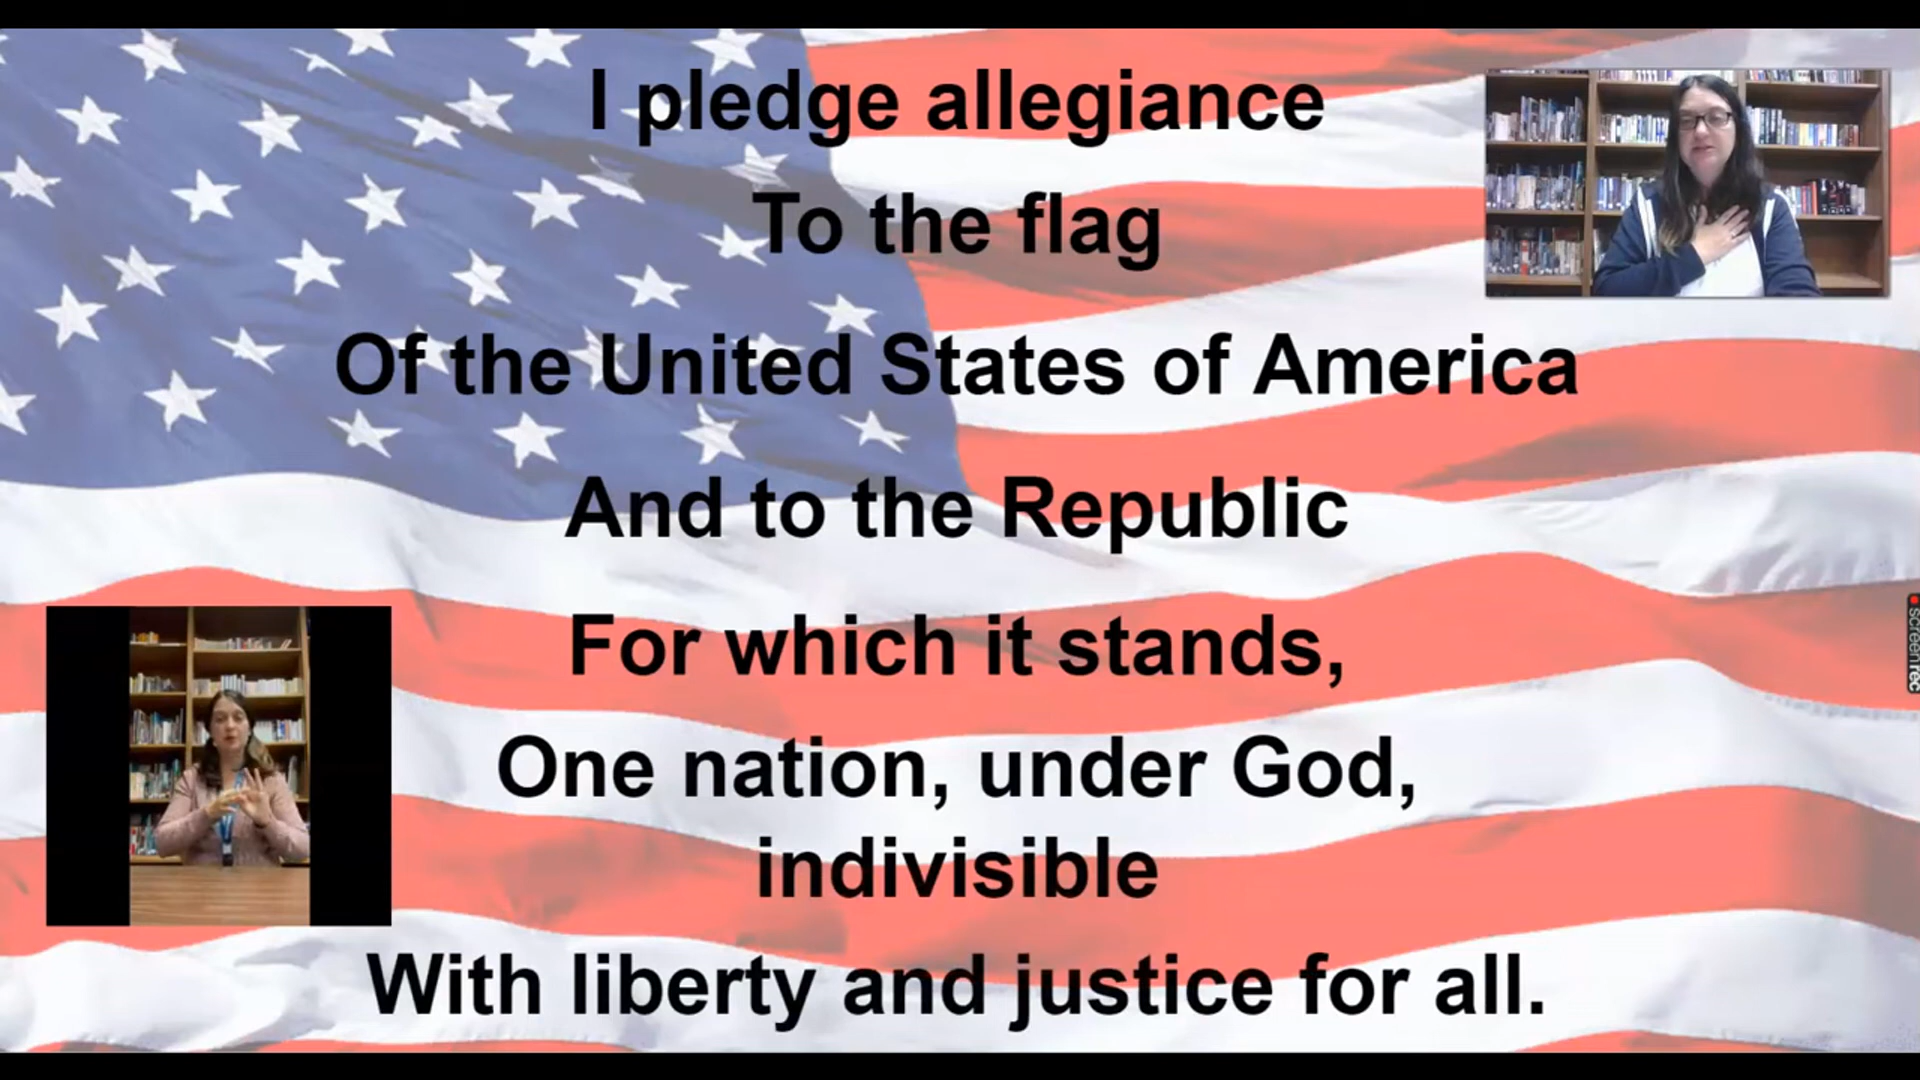 I pledge allegiance
To the flag
Of the United States of America
And to the Republic
For which it stands,
One nation, under God,
indivisible
With liberty and justice for all.
screenrec